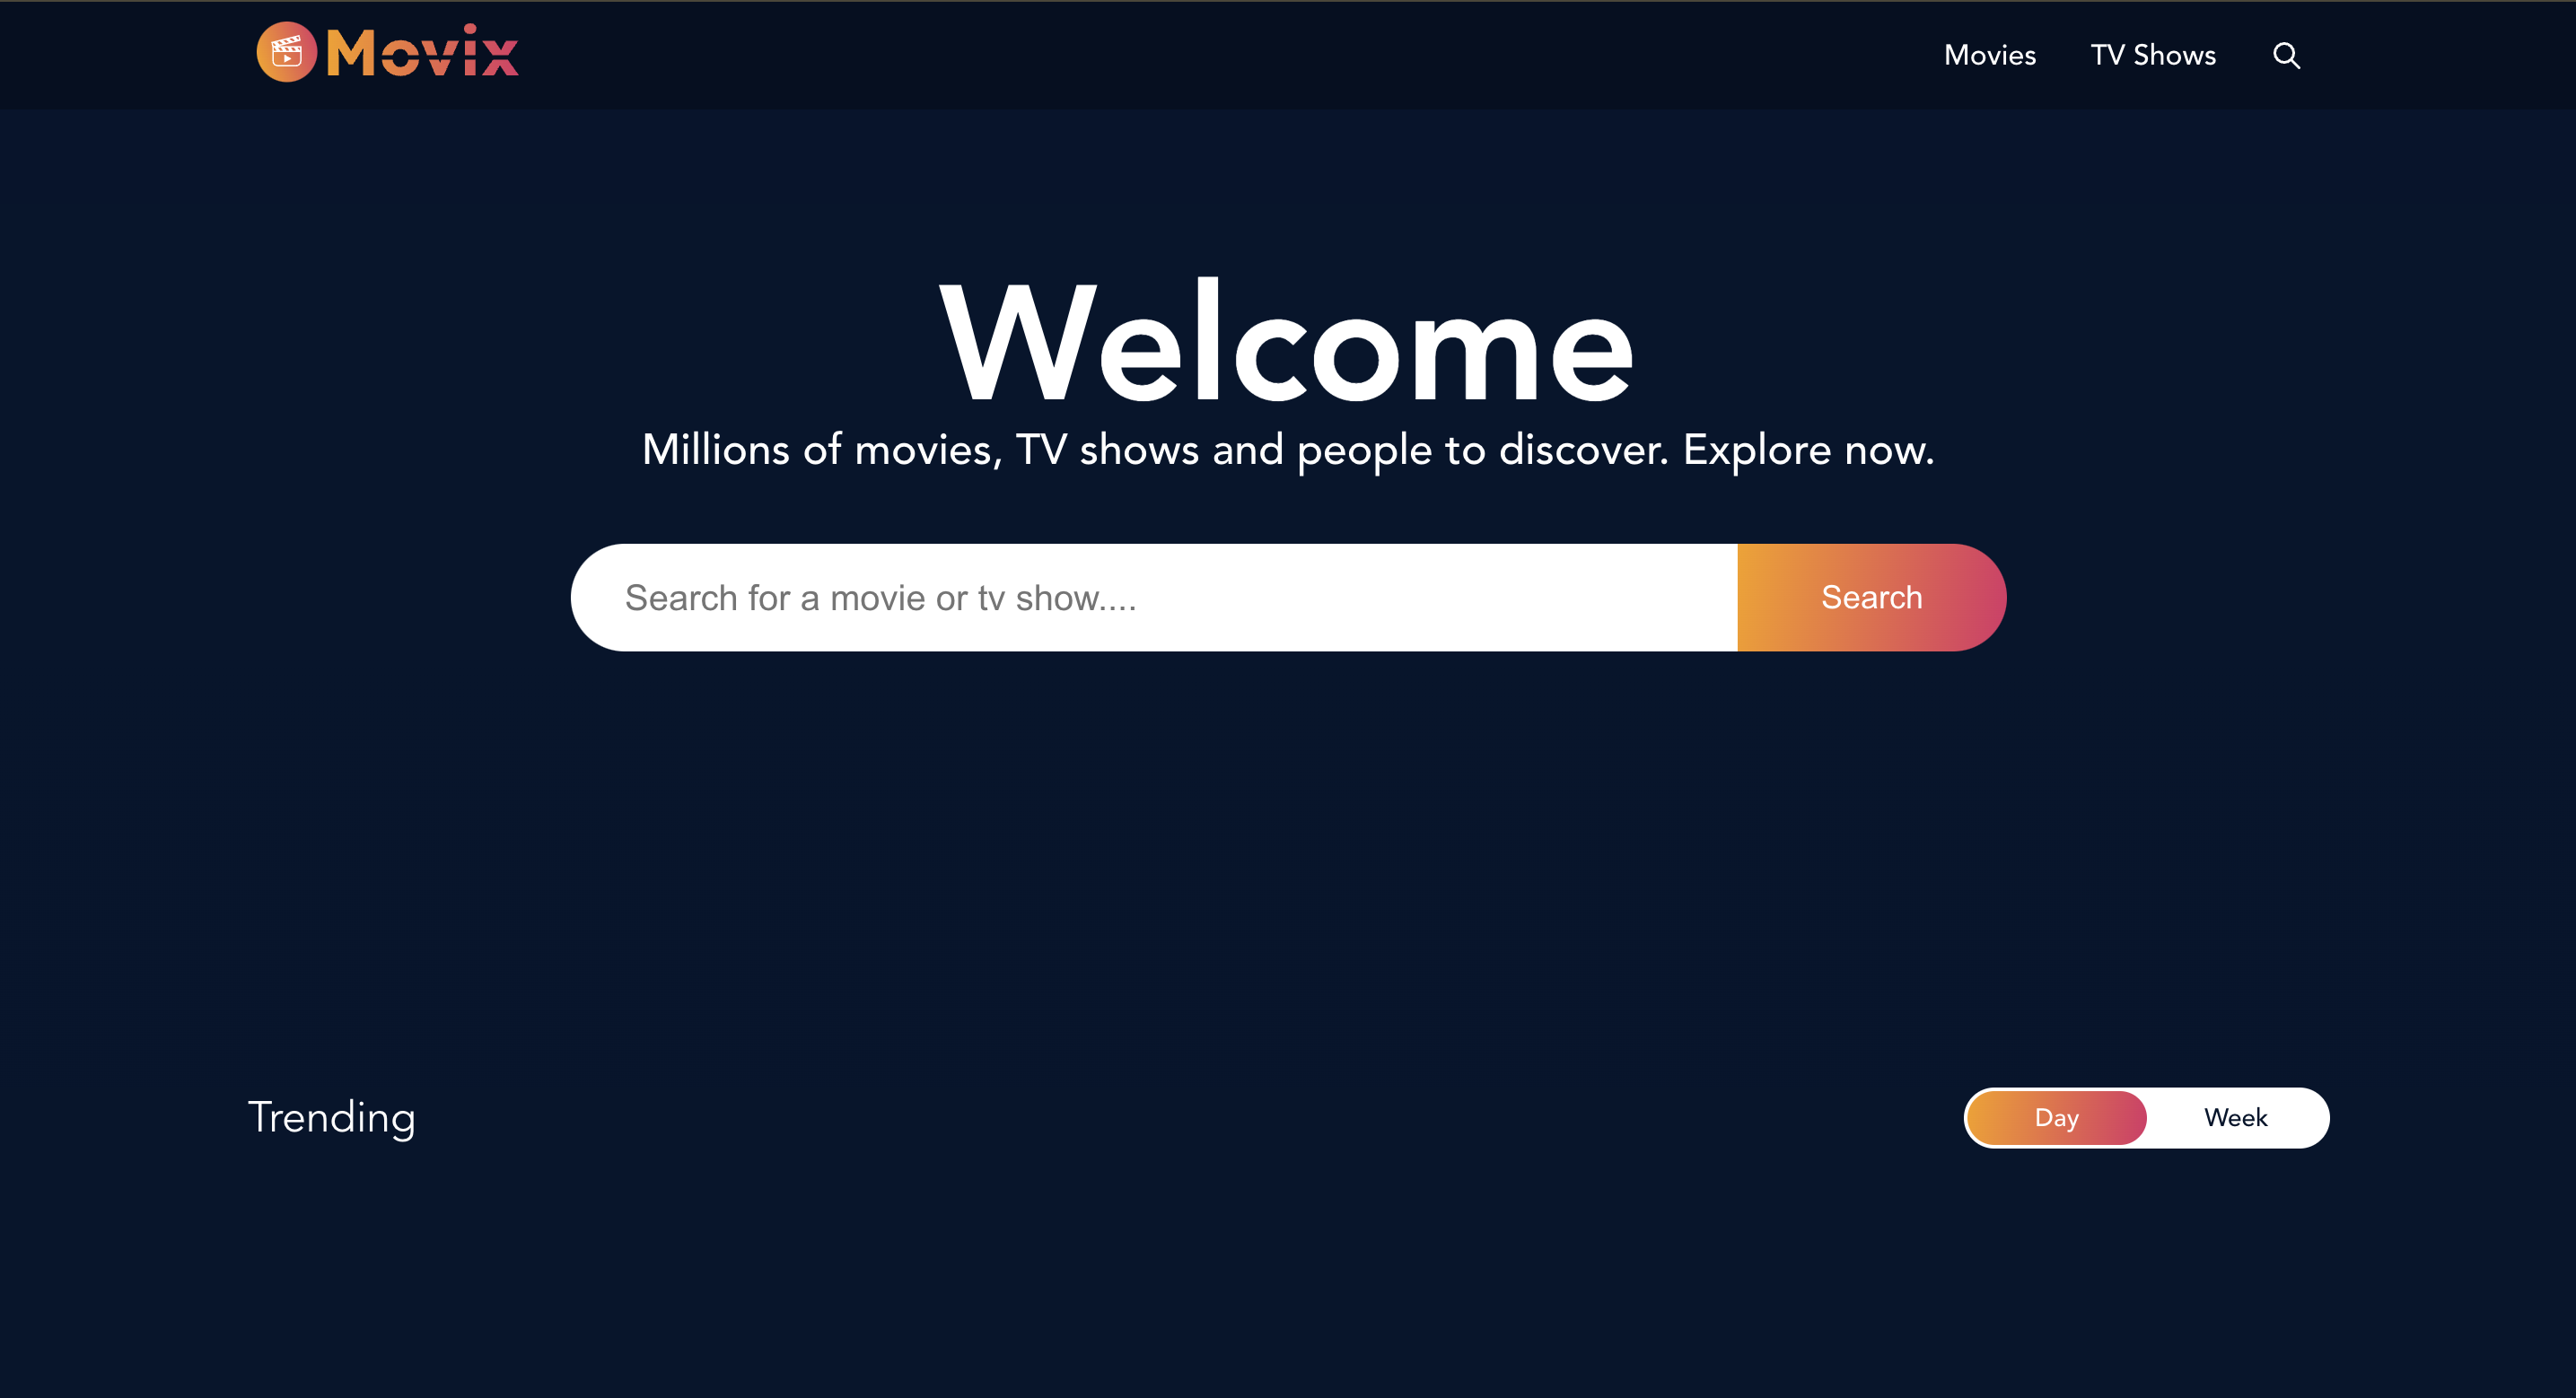 Movix
Movies TV Shows
Welcome
Millions of movies, TV shows and people to discover. Explore now.
Search for a movie or tv show.... Search
Trending Day Week